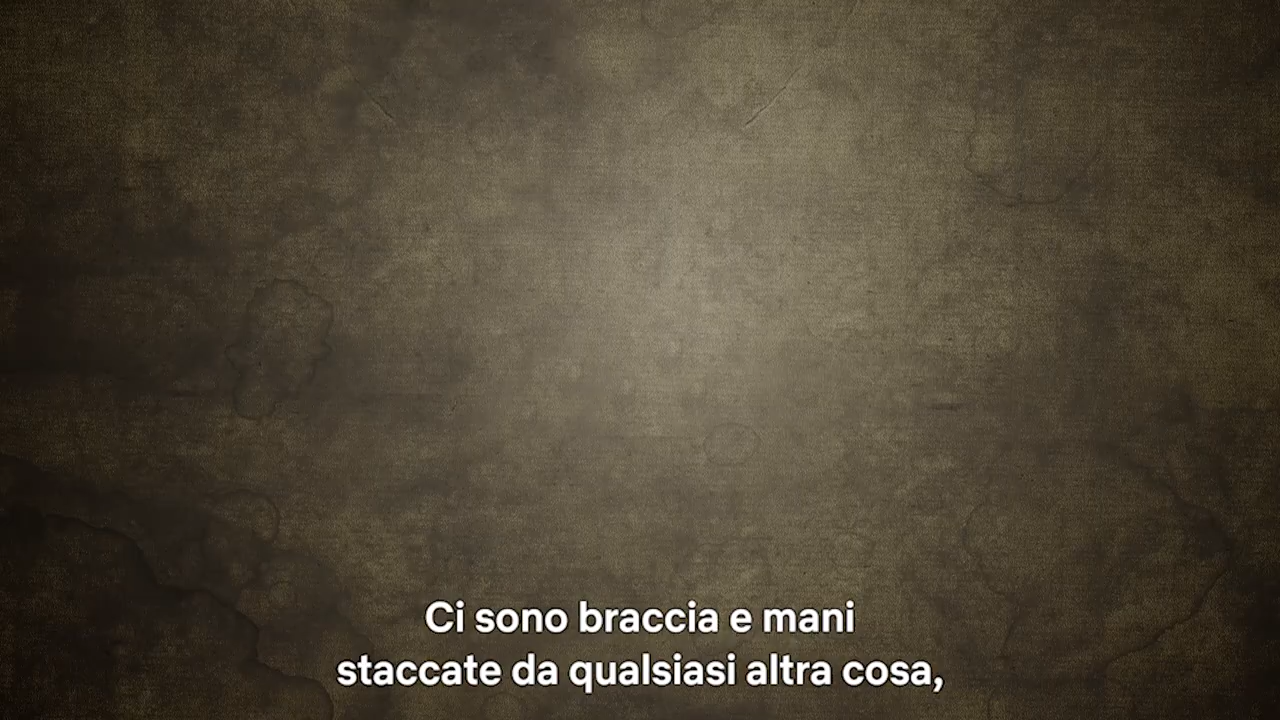 Ci sono braccia e mani
staccate da qualsiasi altra cosa,